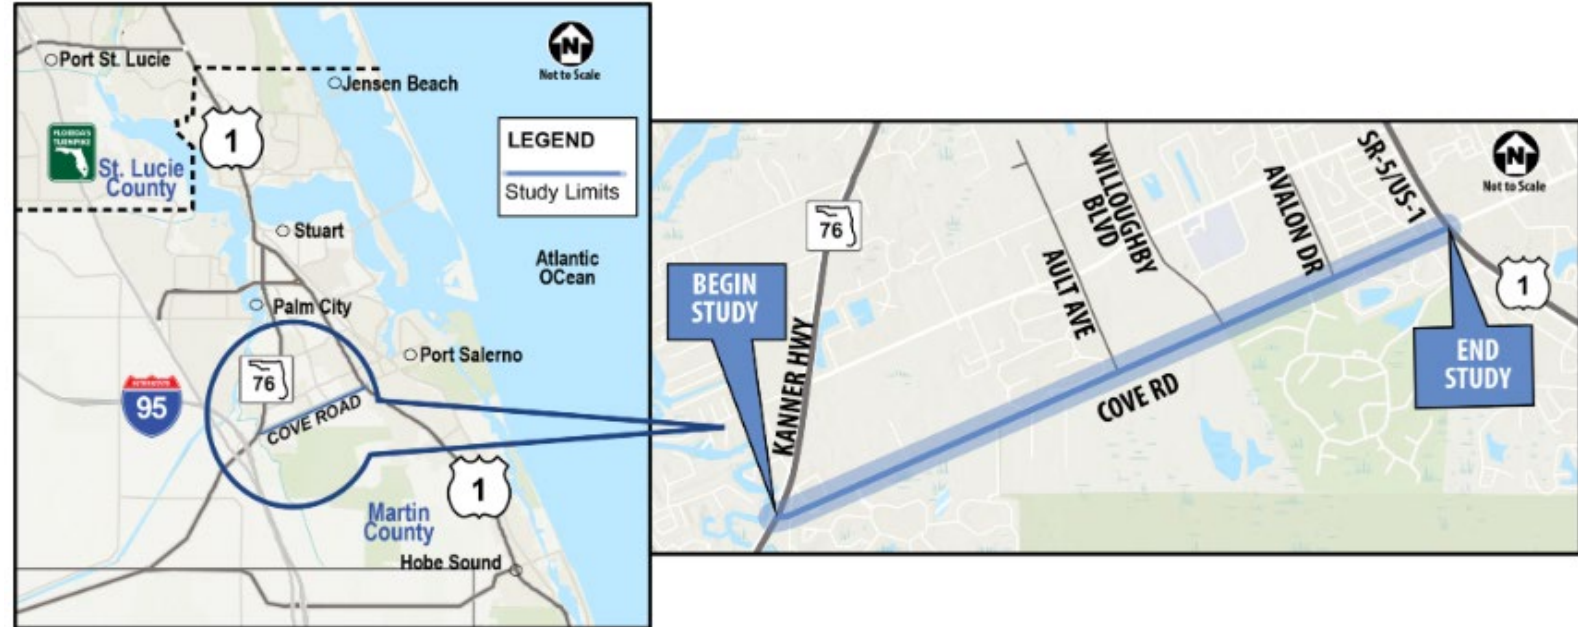 N
Not to Scale
Port St. Lucie
Jensen Beach
FLORIDA'S
TURNPIKE
1
St. Lucie
County
LEGEND
Study Limits
Stuart
Atlantic
OCean
Palm City
Port Salerno
76
95
COVE ROAD
1
Martin
County
Hobe Sound
N
Not to Scale
SR-5/US-1
WILLOUGHBY
BLVD
AVALON DR
76
AULT AVE
BEGIN
STUDY
KANNER HWY
1
END
STUDY
COVE RD